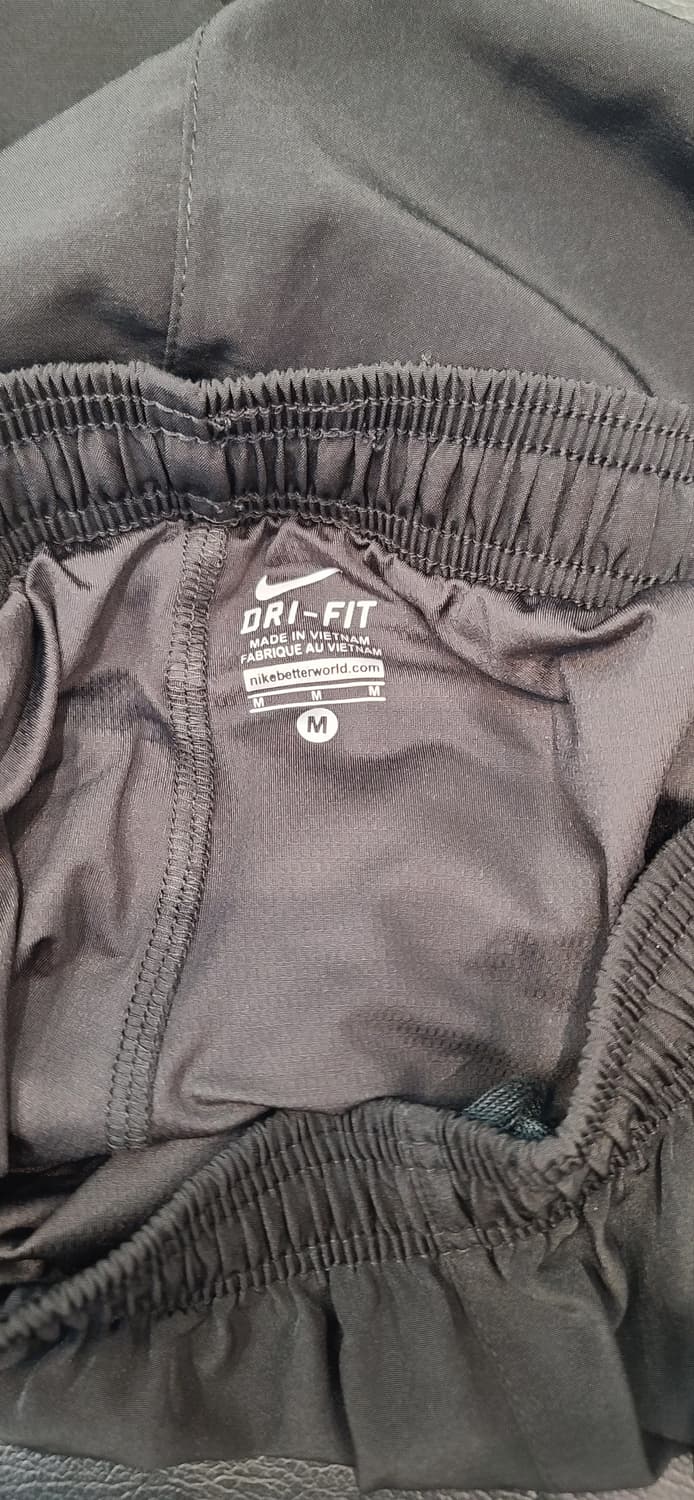 DRI-FIT
MADE IN VIETNAM
FABRIQUE AU VIETNAM
nikebetterworld.com
M M M
M